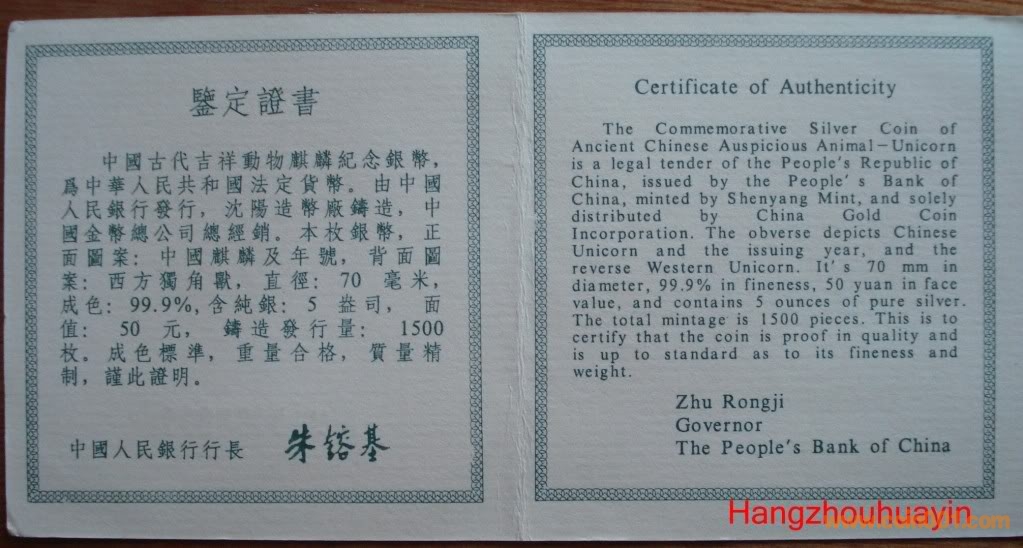 鑒定證書
中國古代吉祥動物麒麟紀念銀幣，
爲中華人民共和國法定貨幣。由中國
人民銀行發行，沈陽造幣廠鑄造，中
國金幣總公司總經銷。本枚銀幣，正
面圖案：中國麒麟及年號，背面圖
案：西方獨角獸，直徑：70 毫米，
成色：99.9%，含純銀：5 盎司，面
值：50 元，鑄造發行量：1500
枚。成色標準，重量合格，質量精
制，謹此證明。
中國人民銀行行長 朱鎔基
Certificate of Authenticity
The Commemorative Silver Coin of
Ancient Chinese Auspicious Animal-Unicorn
is a legal tender of the People's Republic of
China, issued by the People's Bank of
China, minted by Shenyang Mint, and solely
distributed by China Gold Coin
Incorporation. The obverse depicts Chinese
Unicorn and the issuing year, and the
reverse Western Unicorn. It's 70 mm in
diameter, 99.9% in fineness, 50 yuan in face
value, and contains 5 ounces of pure silver.
The total mintage is 1500 pieces. This is to
certify that the coin is proof in quality and
is up to standard as to its fineness and
weight.
Zhu Rongji
Governor
The People's Bank of China
Hangzhouhuayin